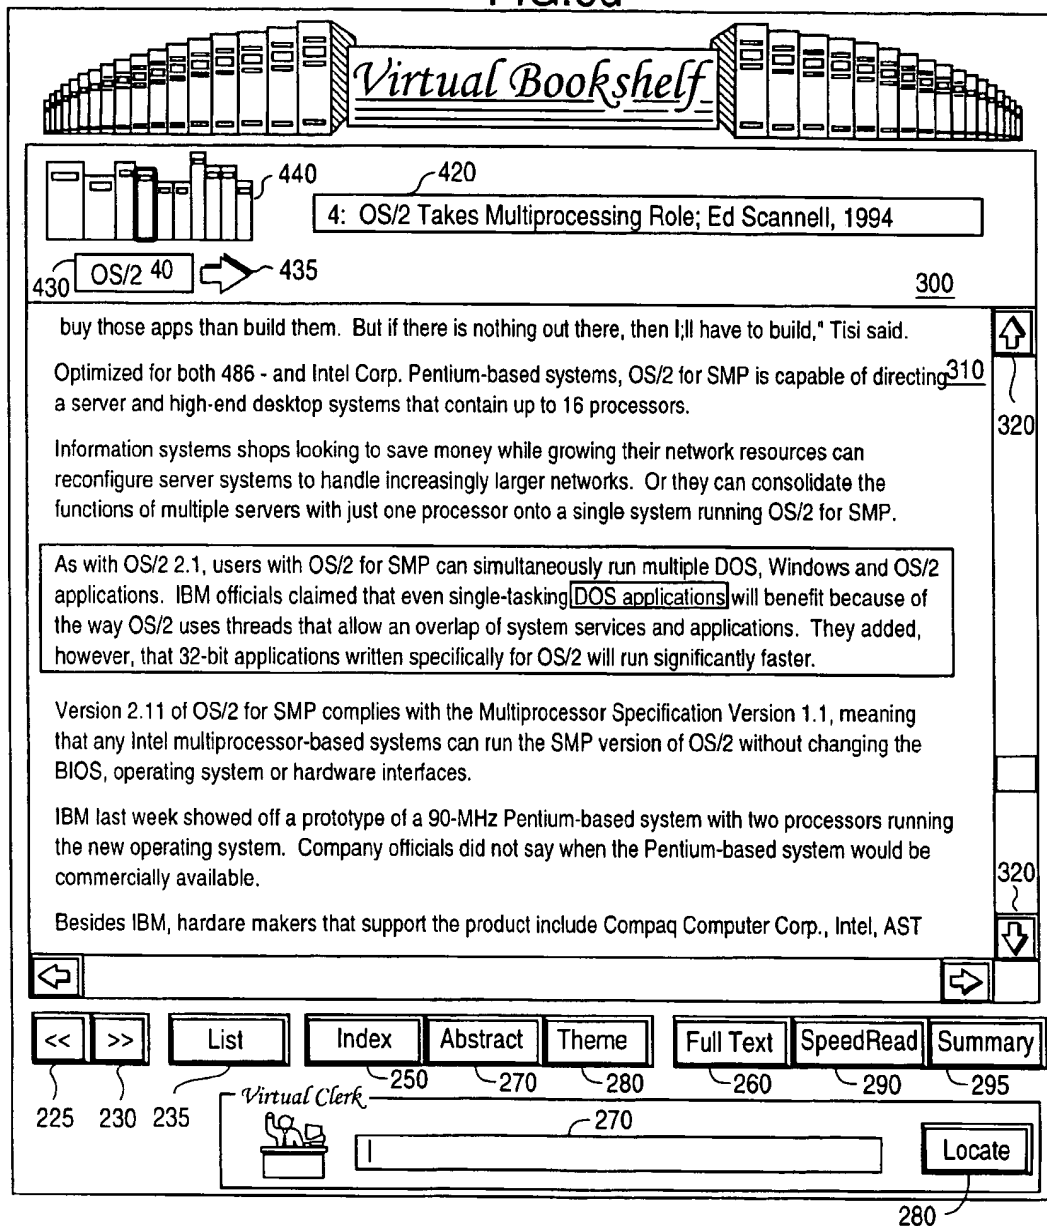 Virtual Bookshelf
440
420
4: OS/2 Takes Multiprocessing Role; Ed Scannell, 1994
430
OS/2 40
435
300
buy those apps than build them. But if there is nothing out there, then I;ll have to build," Tisi said.
Optimized for both 486 - and Intel Corp. Pentium-based systems, OS/2 for SMP is capable of directing
310
a server and high-end desktop systems that contain up to 16 processors.
320
Information systems shops looking to save money while growing their network resources can
reconfigure server systems to handle increasingly larger networks. Or they can consolidate the
functions of multiple servers with just one processor onto a single system running OS/2 for SMP.
As with OS/2 2.1, users with OS/2 for SMP can simultaneously run multiple DOS, Windows and OS/2
applications. IBM officials claimed that even single-tasking DOS applications will benefit because of
the way OS/2 uses threads that allow an overlap of system services and applications. They added,
however, that 32-bit applications written specifically for OS/2 will run significantly faster.
Version 2.11 of OS/2 for SMP complies with the Multiprocessor Specification Version 1.1, meaning
that any Intel multiprocessor-based systems can run the SMP version of OS/2 without changing the
BIOS, operating system or hardware interfaces.
IBM last week showed off a prototype of a 90-MHz Pentium-based system with two processors running
the new operating system. Company officials did not say when the Pentium-based system would be
commercially available.
320
Besides IBM, hardare makers that support the product include Compaq Computer Corp., Intel, AST
<< >> List Index Abstract Theme Full Text SpeedRead Summary
225 230 235 250 270 280 260 290 295
Virtual Clerk
270
Locate
280